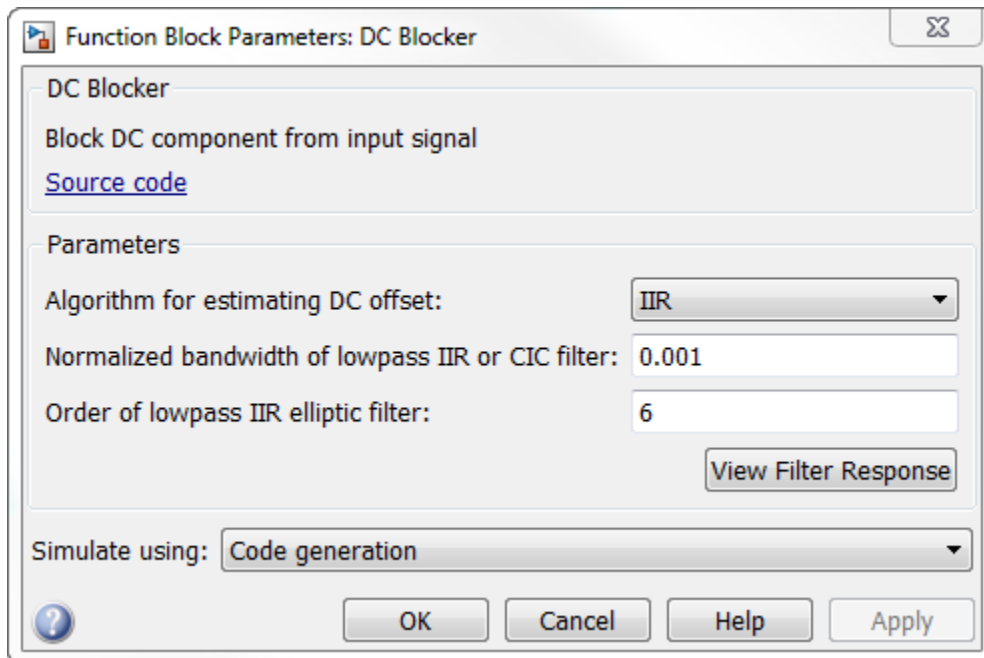 Function Block Parameters: DC Blocker
DC Blocker
Block DC component from input signal
Source code
Parameters
Algorithm for estimating DC offset: IIR
Normalized bandwidth of lowpass IIR or CIC filter: 0.001
Order of lowpass IIR elliptic filter: 6
View Filter Response
Simulate using: Code generation
? OK Cancel Help Apply